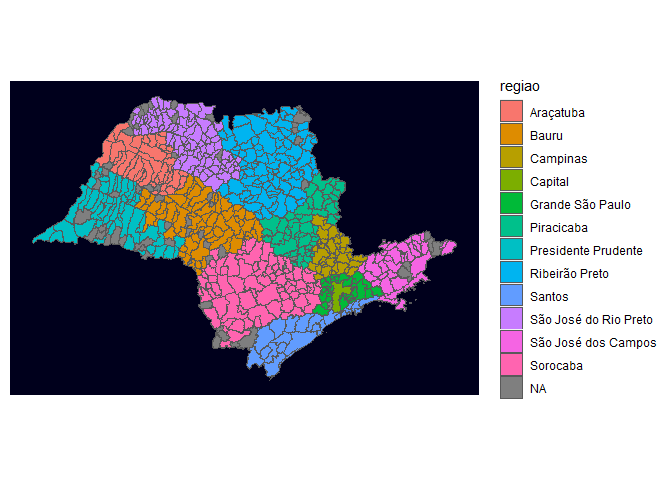 regiao
Araçatuba
Bauru
Campinas
Capital
Grande São Paulo
Piracicaba
Presidente Prudente
Ribeirão Preto
Santos
São José do Rio Preto
São José dos Campos
Sorocaba
NA